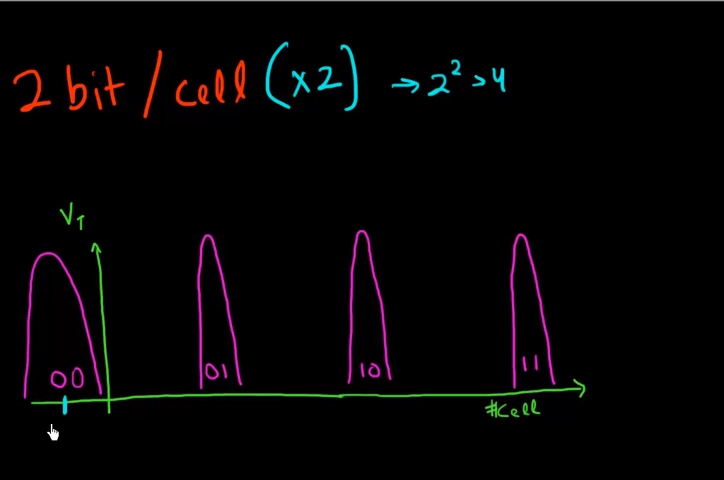 2 bit / cell (x2) → 2² > 4
VT
00 01 10 11
#cell